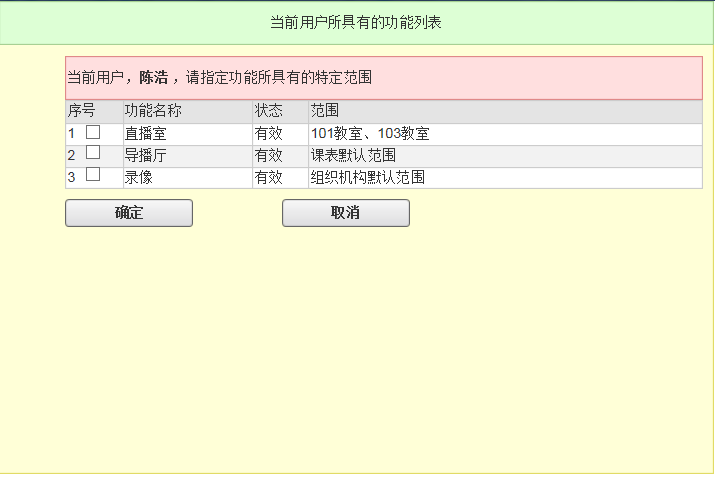 当前用户所具有的功能列表
当前用户，陈浩 ，请指定功能所具有的特定范围
序号 功能名称 状态 范围
1 直播室 有效 101教室、103教室
2 导播厅 有效 课表默认范围
3 录像 有效 组织机构默认范围
确定 取消